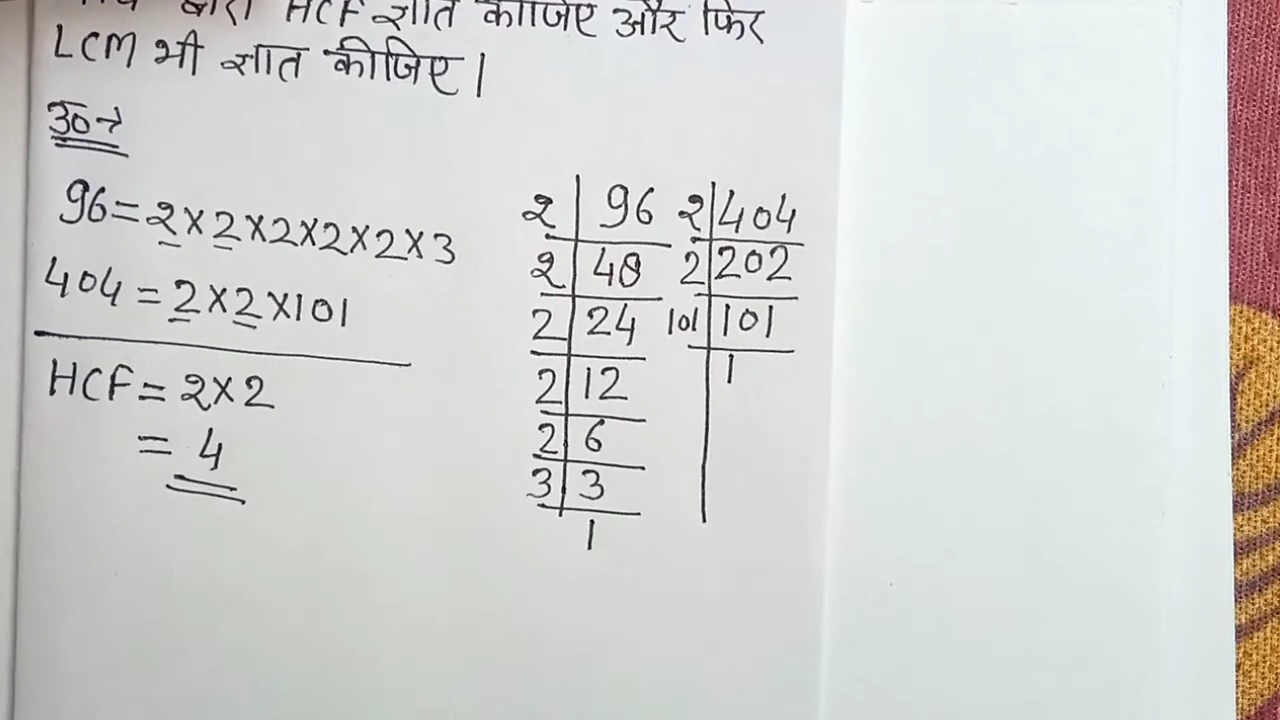 द्वारा HCF ज्ञात कीजिए और फिर
LCM भी ज्ञात कीजिए।
उ०→
96=2×2×2×2×2×3
404=2×2×101
HCF=2×2
=4
2 | 96
2 | 48
2 | 24
2 | 12
2 | 6
3 | 3
1
2 | 404
2 | 202
101 | 101
1